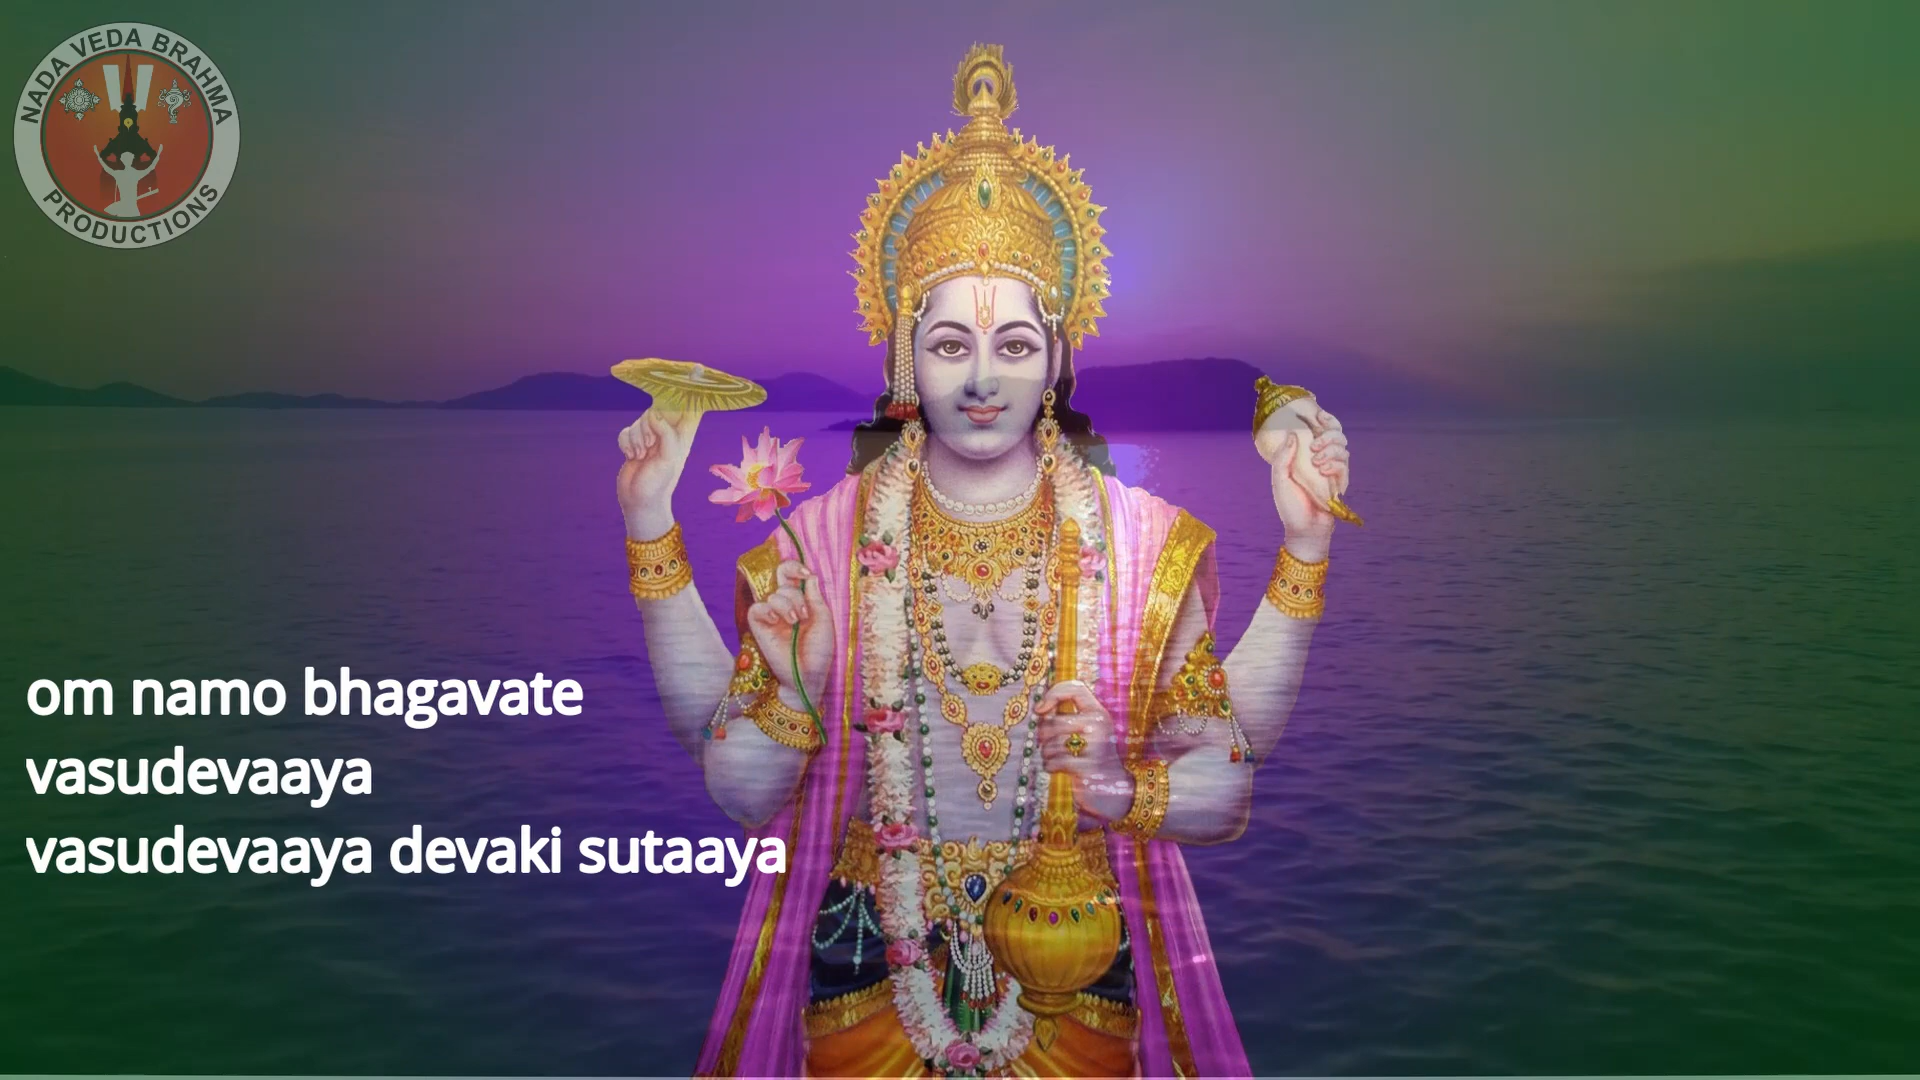 NADA VEDA BRAHMA
PRODUCTIONS
om namo bhagavate
vasudevaaya
vasudevaaya devaki sutaaya